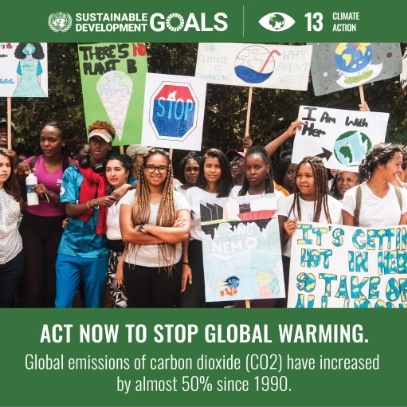 SUSTAINABLE
DEVELOPMENT
GOALS
13
CLIMATE
ACTION
THERE'S NO
PLANET B
STOP
WHY
I Am With
Her
NEMO
IT'S GETTIN
HOT IN HERE
TAKE OF
ACT NOW TO STOP GLOBAL WARMING.
Global emissions of carbon dioxide (CO2) have increased
by almost 50% since 1990.